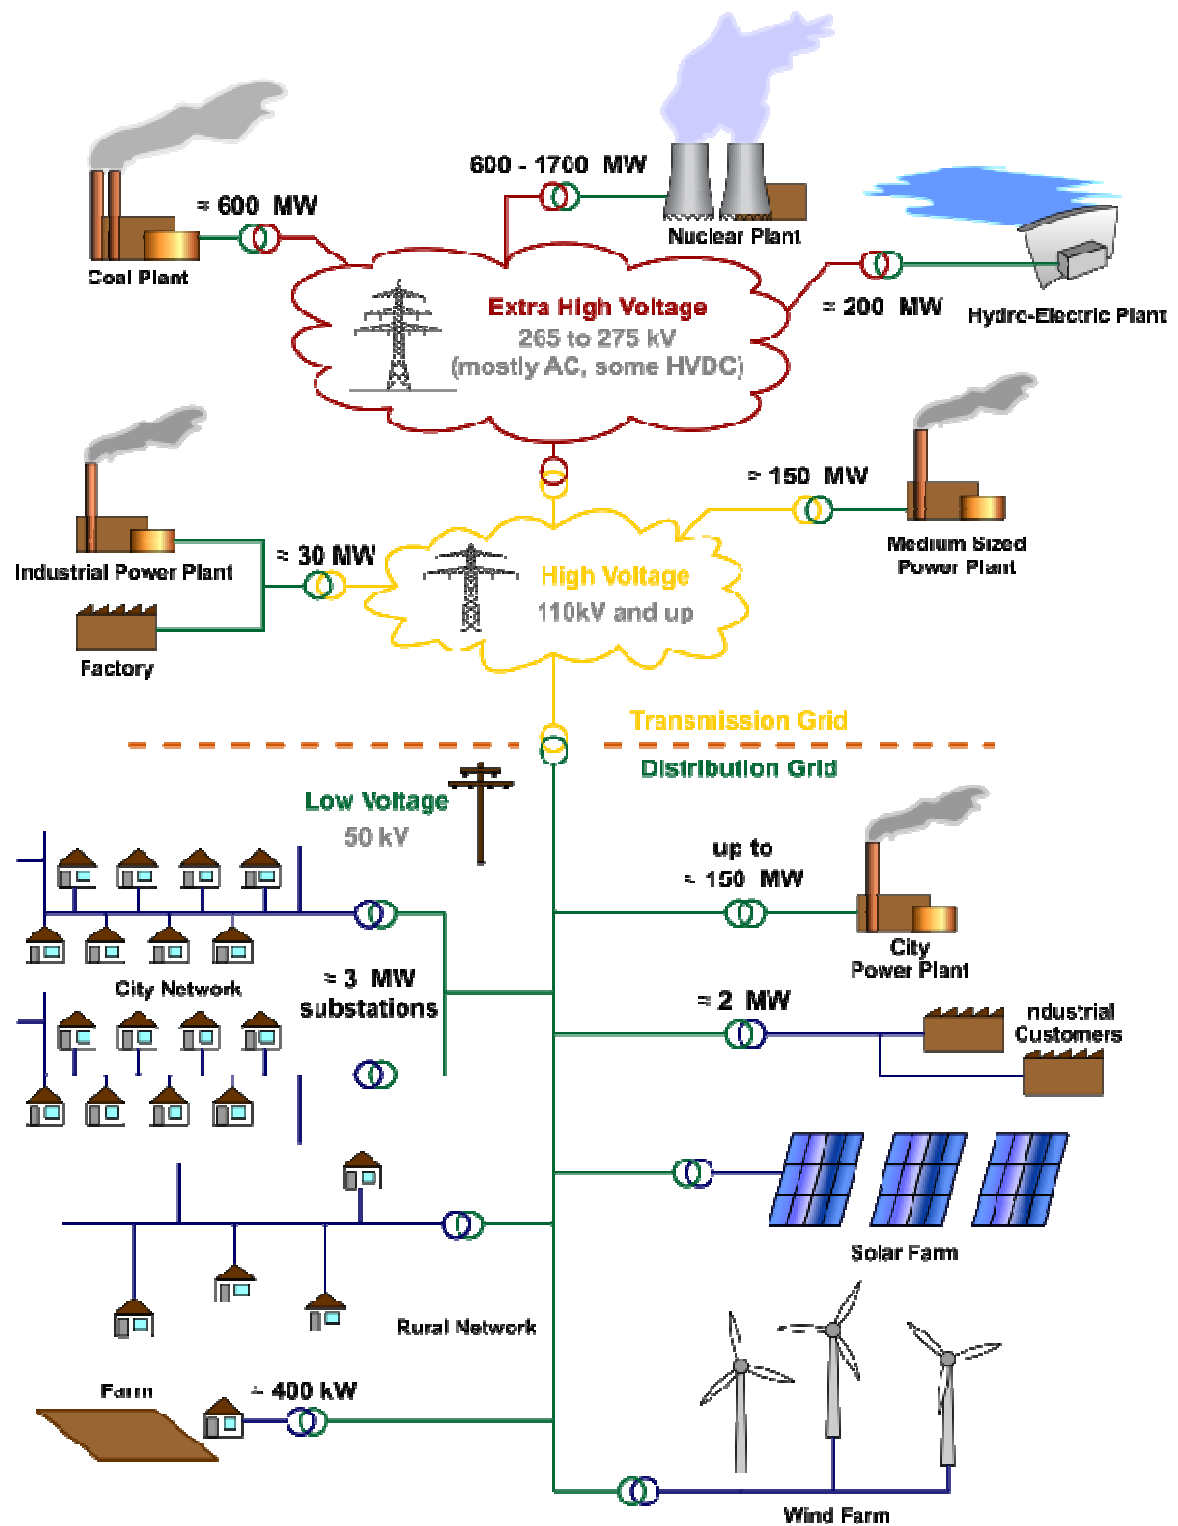 600 - 1700  MW
≈ 600  MW
Nuclear Plant
Coal Plant
Extra High Voltage
265 to 275 kV
(mostly AC, some HVDC)
≈ 200  MW
Hydro-Electric Plant
≈ 150  MW
Medium Sized
Power Plant
≈ 30 MW
Industrial Power Plant
High Voltage
110kV and up
Factory
Transmission Grid
Distribution Grid
Low Voltage
50 kV
up to
≈ 150  MW
City
Power Plant
City Network
≈ 3  MW
substations
≈ 2  MW
Industrial
Customers
Solar Farm
Rural Network
Farm
≈ 400 kW
Wind Farm